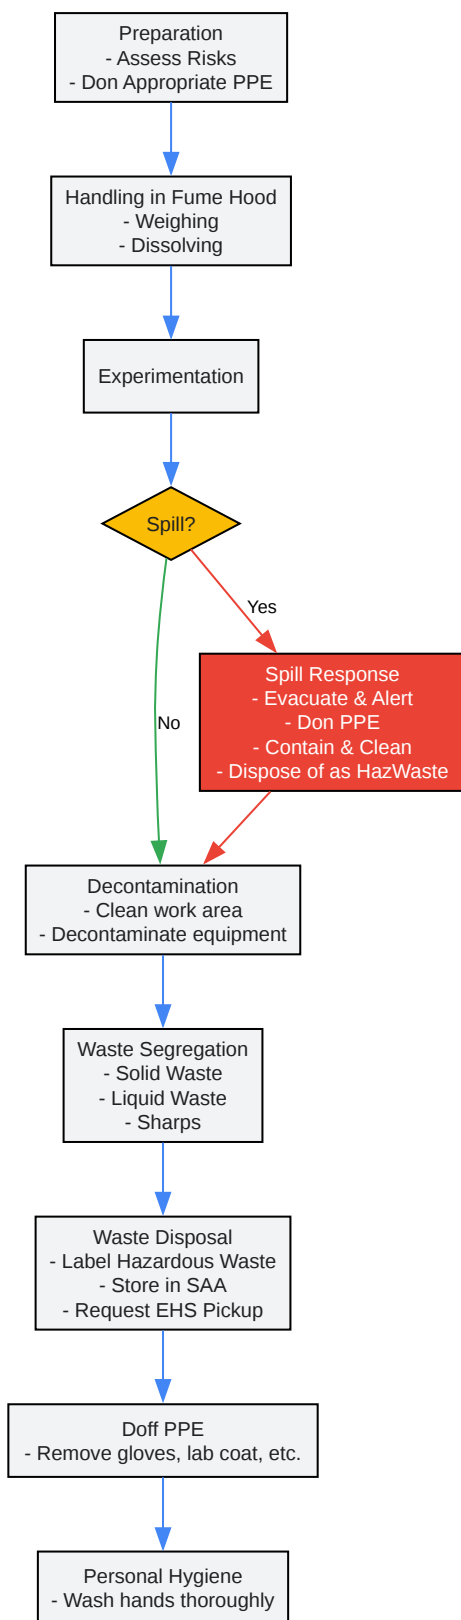 Preparation
- Assess Risks
- Don Appropriate PPE
Handling in Fume Hood
- Weighing
- Dissolving
Experimentation
Spill?
Yes
Spill Response
- Evacuate & Alert
- Don PPE
- Contain & Clean
- Dispose of as HazWaste
No
Decontamination
- Clean work area
- Decontaminate equipment
Waste Segregation
- Solid Waste
- Liquid Waste
- Sharps
Waste Disposal
- Label Hazardous Waste
- Store in SAA
- Request EHS Pickup
Doff PPE
- Remove gloves, lab coat, etc.
Personal Hygiene
- Wash hands thoroughly